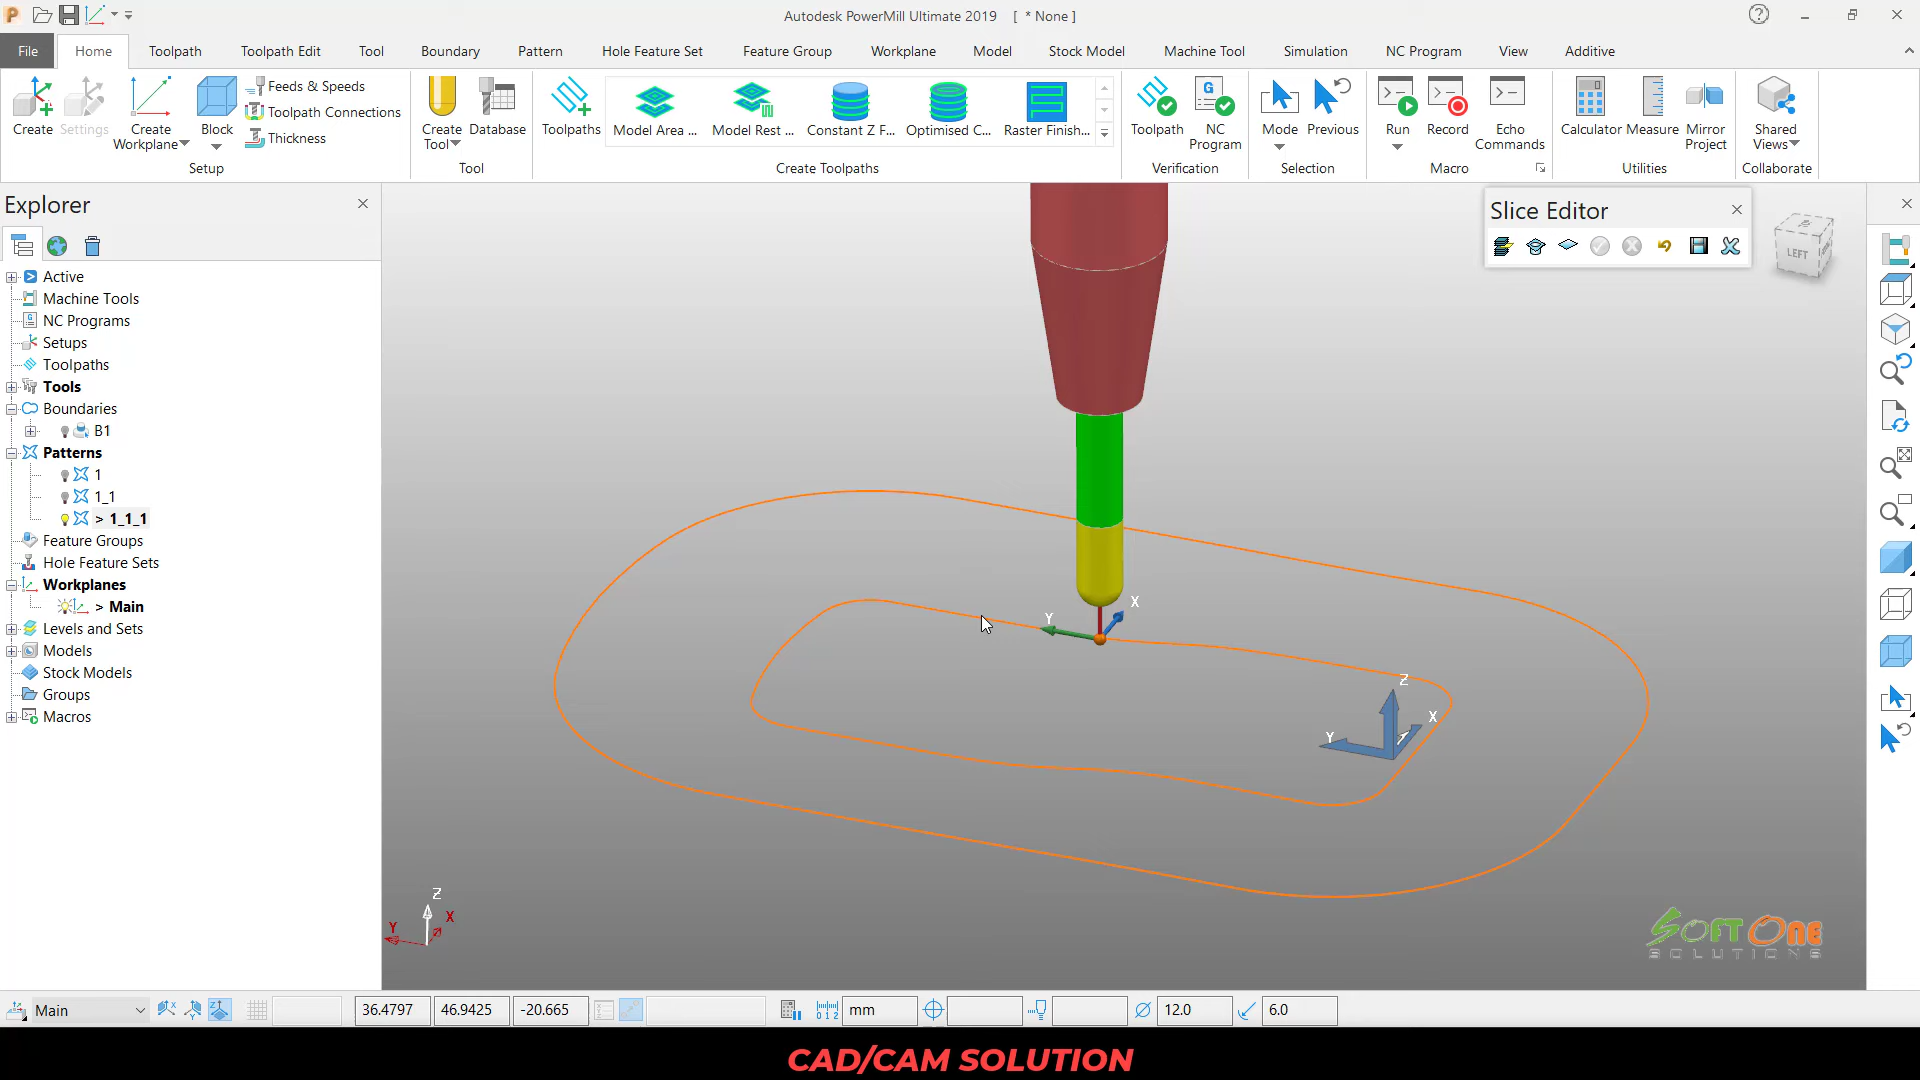 Autodesk PowerMill Ultimate 2019    [ * None ]
File Home Toolpath Toolpath Edit Tool Boundary Pattern Hole Feature Set Feature Group Workplane Model Stock Model Machine Tool Simulation NC Program View Additive
Create
Settings
Create
Workplane
Block
Feeds & Speeds
Toolpath Connections
Thickness
Setup
Create
Tool
Database
Tool
Toolpaths
Model Area ...
Model Rest ...
Constant Z F...
Optimised C...
Raster Finish...
Create Toolpaths
Toolpath
NC
Program
Verification
Mode
Previous
Selection
Run
Record
Echo
Commands
Macro
Calculator
Measure
Mirror
Project
Utilities
Shared
Views
Collaborate
Explorer
Slice Editor
LEFT
Active
Machine Tools
NC Programs
Setups
Toolpaths
Tools
Boundaries
B1
Patterns
1
1_1
> 1_1_1
Feature Groups
Hole Feature Sets
Workplanes
> Main
Levels and Sets
Models
Stock Models
Groups
Macros
X
Y
Z
X
Y
Z
X
Y
SOFTONE
SOLUTIONS
Main
36.4797
46.9425
-20.665
mm
12.0
6.0
CAD/CAM SOLUTION